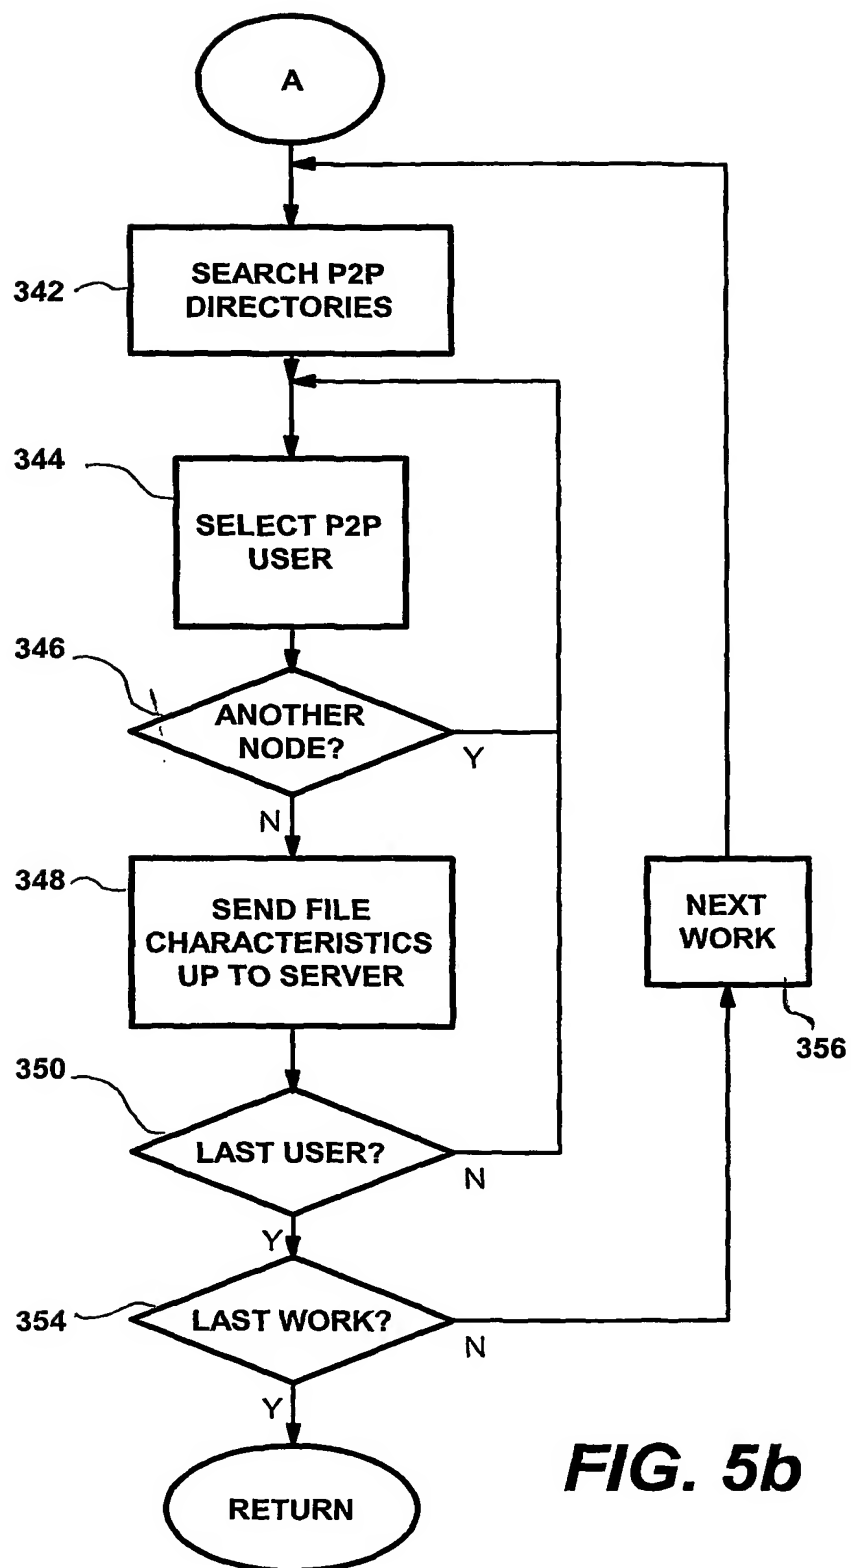 A
342
SEARCH P2P
DIRECTORIES
344
SELECT P2P
USER
346
ANOTHER
NODE?
Y
N
348
SEND FILE
CHARACTERISTICS
UP TO SERVER
NEXT
WORK
356
350
LAST USER?
N
Y
354
LAST WORK?
N
Y
RETURN
FIG. 5b